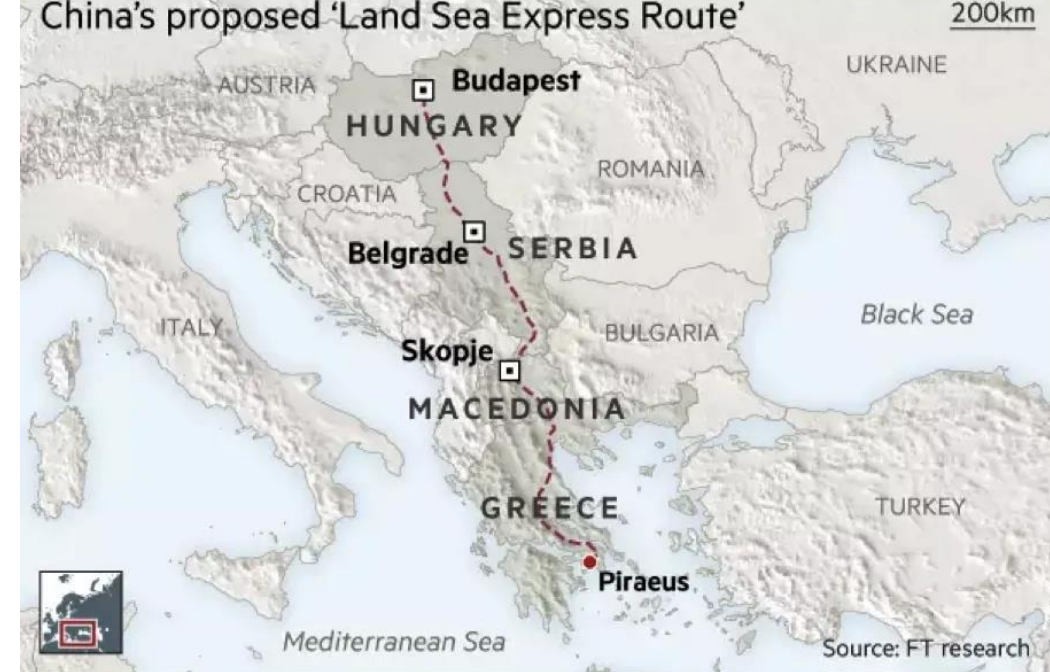 China's proposed 'Land Sea Express Route'
200km
UKRAINE
AUSTRIA
Budapest
HUNGARY
ROMANIA
CROATIA
Belgrade
SERBIA
Black Sea
ITALY
BULGARIA
Skopje
MACEDONIA
GREECE
TURKEY
Piraeus
Mediterranean Sea
Source: FT research